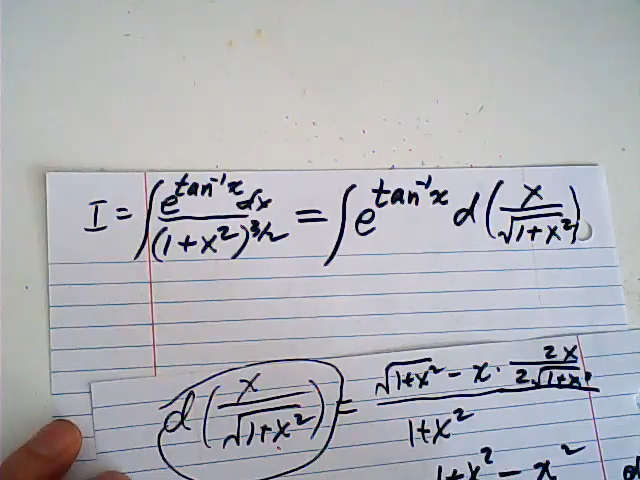 I = ∫ e^(tan⁻¹x) dx / (1+x²)^(3/2) = ∫ e^(tan⁻¹x) d(x/√(1+x²))
d(x/√(1+x²)) = (√(1+x²) − x · 2x/(2√(1+x²))) / (1+x²)
1+x² − x² d